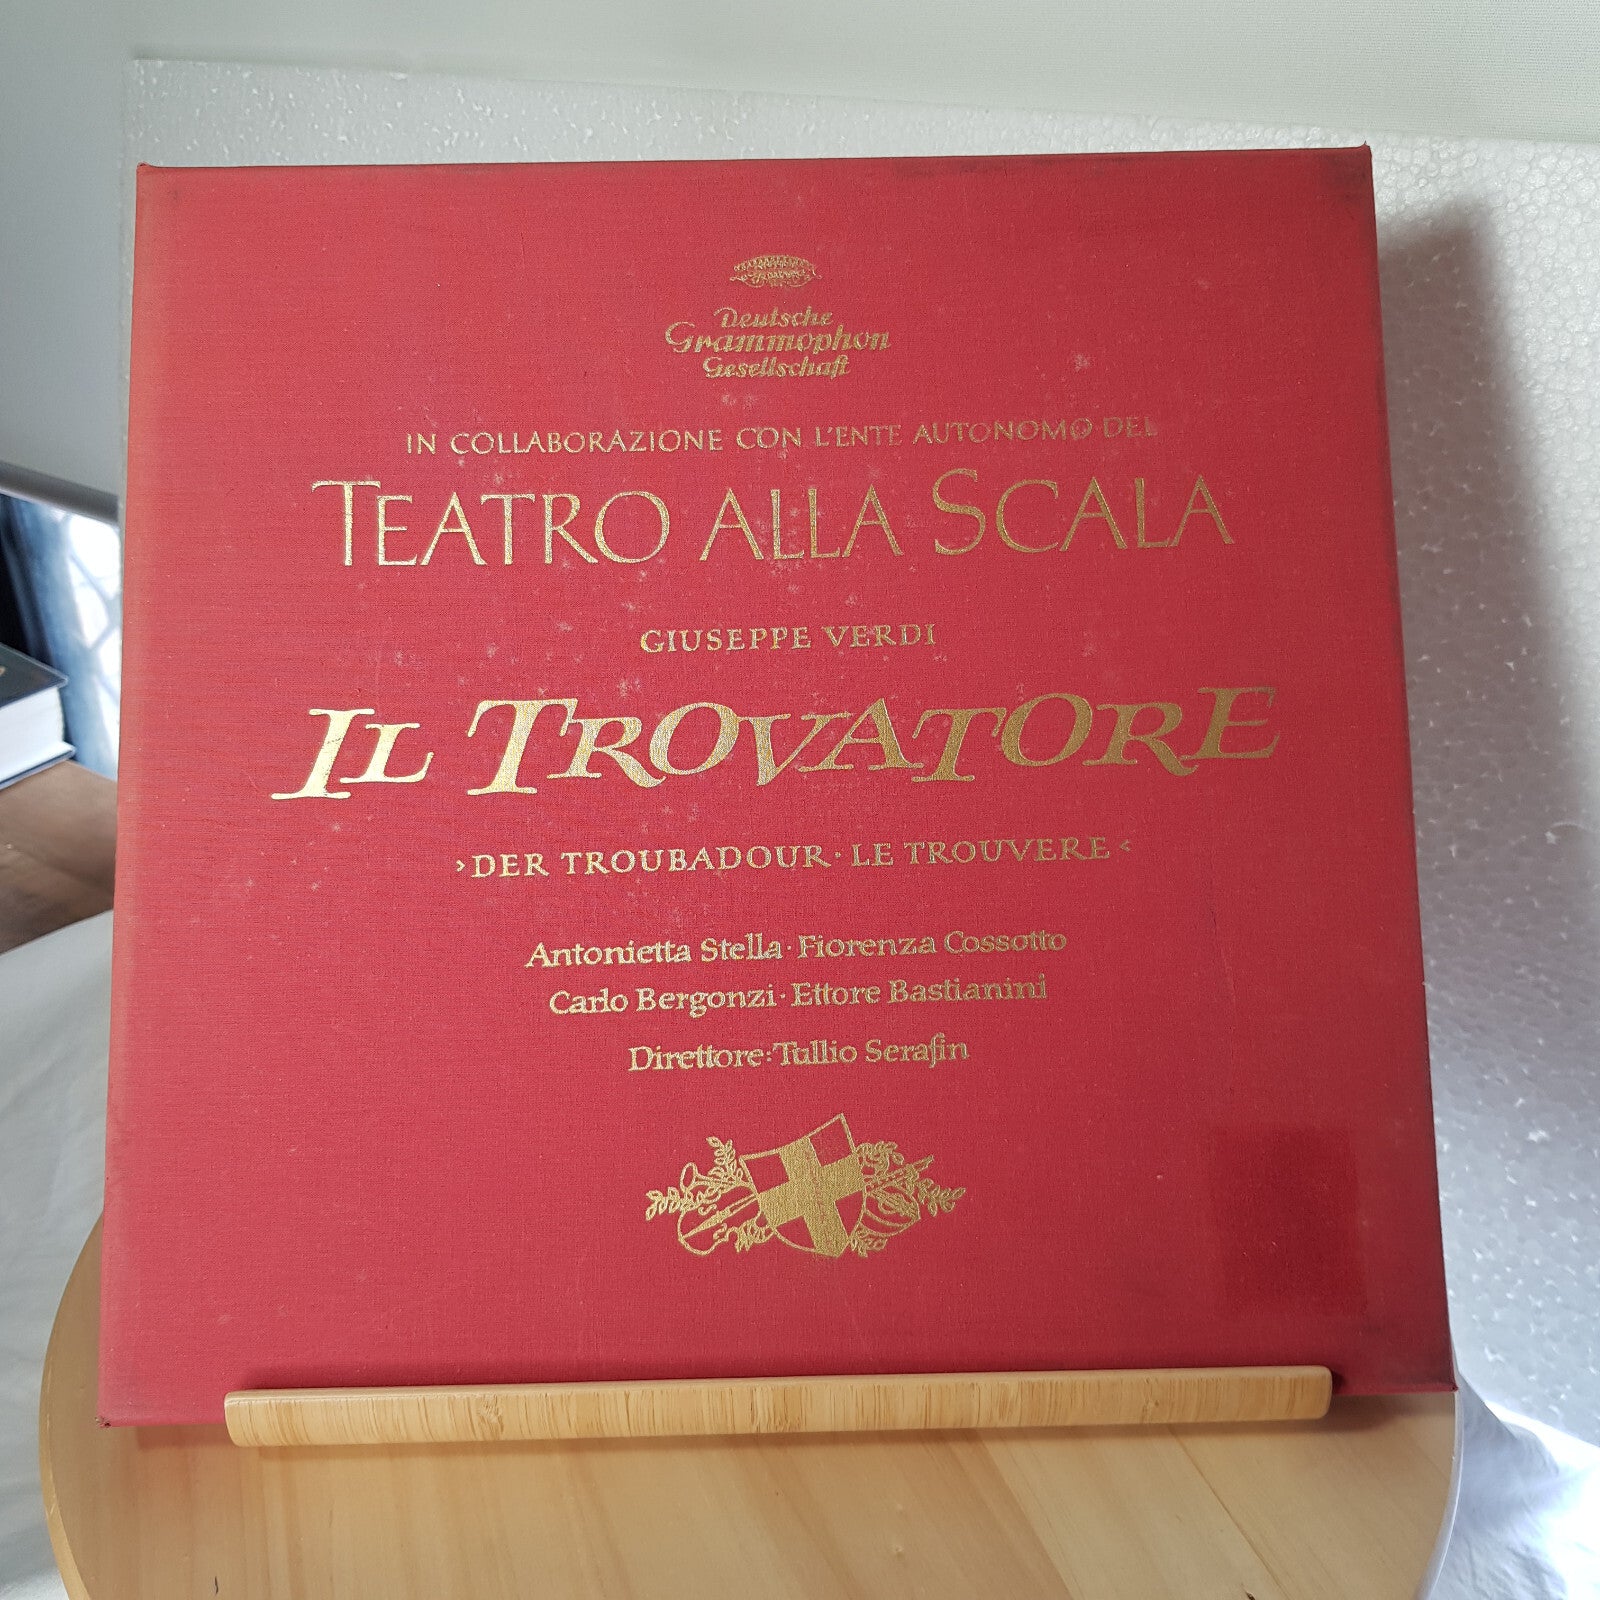 Deutsche
Grammophon
Gesellschaft
IN COLLABORAZIONE CON L'ENTE AUTONOMO DEL
TEATRO ALLA SCALA
GIUSEPPE VERDI
IL TROVATORE
›DER TROUBADOUR · LE TROUVERE‹
Antonietta Stella · Fiorenza Cossotto
Carlo Bergonzi · Ettore Bastianini
Direttore: Tullio Serafin